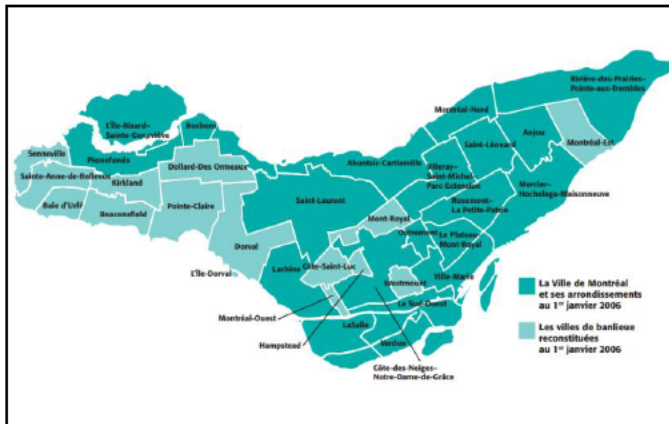 Rivière-des-Prairies–
Pointe-aux-Trembles
L'Île-Bizard–
Sainte-Geneviève
Roxboro
Montréal-Nord
Anjou
Saint-Léonard
Montréal-Est
Senneville
Pierrefonds
Dollard-Des Ormeaux
Ahuntsic-Cartierville
Villeray–
Saint-Michel–
Parc-Extension
Sainte-Anne-de-Bellevue
Kirkland
Mercier–
Hochelaga-Maisonneuve
Saint-Laurent
Rosemont–
La Petite-Patrie
Baie d'Urfé
Beaconsfield
Pointe-Claire
Mont-Royal
Outremont
Le Plateau
Mont-Royal
Dorval
L'Île-Dorval
Lachine
Côte-Saint-Luc
Westmount
Ville-Marie
Le Sud-Ouest
Montréal-Ouest
LaSalle
Hampstead
Verdun
Côte-des-Neiges–
Notre-Dame-de-Grâce
La Ville de Montréal
et ses arrondissements
au 1er janvier 2006
Les villes de banlieue
reconstituées
au 1er janvier 2006